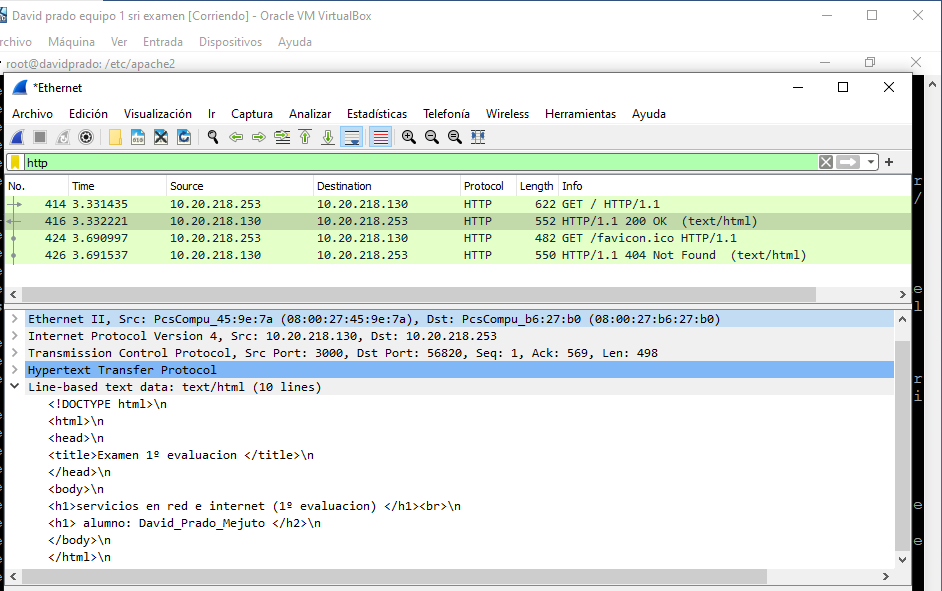 David prado equipo 1 sri examen [Corriendo] - Oracle VM VirtualBox
rchivo Máquina Ver Entrada Dispositivos Ayuda
root@davidprado: /etc/apache2
*Ethernet
Archivo Edición Visualización Ir Captura Analizar Estadísticas Telefonía Wireless Herramientas Ayuda
http
No. Time Source Destination Protocol Length Info
414 3.331435 10.20.218.253 10.20.218.130 HTTP 622 GET / HTTP/1.1
416 3.332221 10.20.218.130 10.20.218.253 HTTP 552 HTTP/1.1 200 OK (text/html)
424 3.690997 10.20.218.253 10.20.218.130 HTTP 482 GET /favicon.ico HTTP/1.1
426 3.691537 10.20.218.130 10.20.218.253 HTTP 550 HTTP/1.1 404 Not Found (text/html)
Ethernet II, Src: PcsCompu_45:9e:7a (08:00:27:45:9e:7a), Dst: PcsCompu_b6:27:b0 (08:00:27:b6:27:b0)
Internet Protocol Version 4, Src: 10.20.218.130, Dst: 10.20.218.253
Transmission Control Protocol, Src Port: 3000, Dst Port: 56820, Seq: 1, Ack: 569, Len: 498
Hypertext Transfer Protocol
Line-based text data: text/html (10 lines)
<!DOCTYPE html>\n
<html>\n
<head>\n
<title>Examen 1º evaluacion </title>\n
</head>\n
<body>\n
<h1>servicios en red e internet (1º evaluacion) </h1><br>\n
<h1> alumno: David_Prado_Mejuto </h2>\n
</body>\n
</html>\n